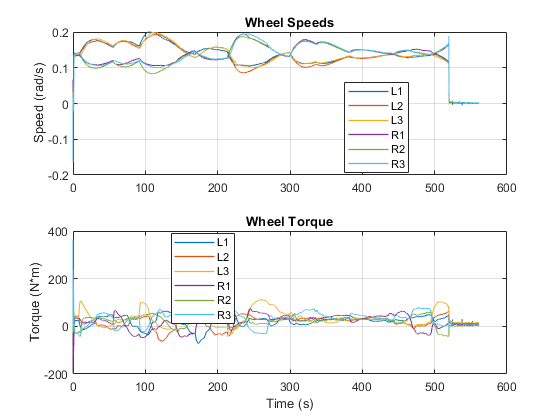 Wheel Speeds
0.2
0.1
0
-0.1
-0.2
Speed (rad/s)
L1
L2
L3
R1
R2
R3
0 100 200 300 400 500 600
Wheel Torque
400
200
0
-200
Torque (N*m)
L1
L2
L3
R1
R2
R3
0 100 200 300 400 500 600
Time (s)